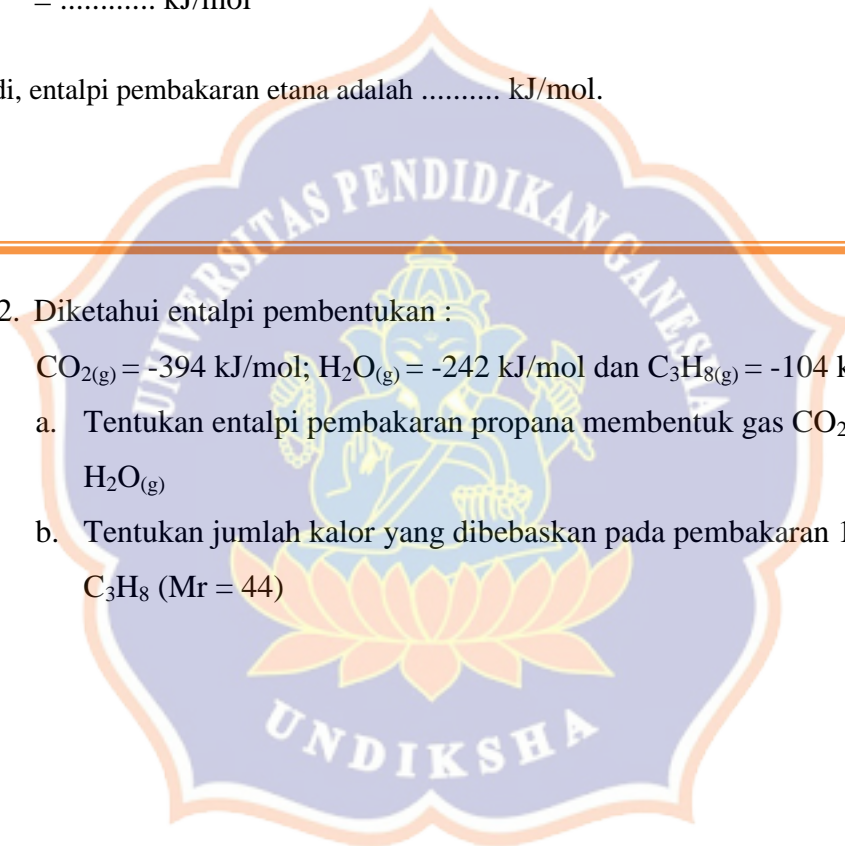 = ............ kJ/mol
di, entalpi pembakaran etana adalah .......... kJ/mol.
UNIVERSITAS PENDIDIKAN GANESHA
2. Diketahui entalpi pembentukan :
CO₂(g) = -394 kJ/mol; H₂O(g) = -242 kJ/mol dan C₃H₈(g) = -104 k
a. Tentukan entalpi pembakaran propana membentuk gas CO₂
H₂O(g)
b. Tentukan jumlah kalor yang dibebaskan pada pembakaran 1
C₃H₈ (Mr = 44)
UNDIKSHA